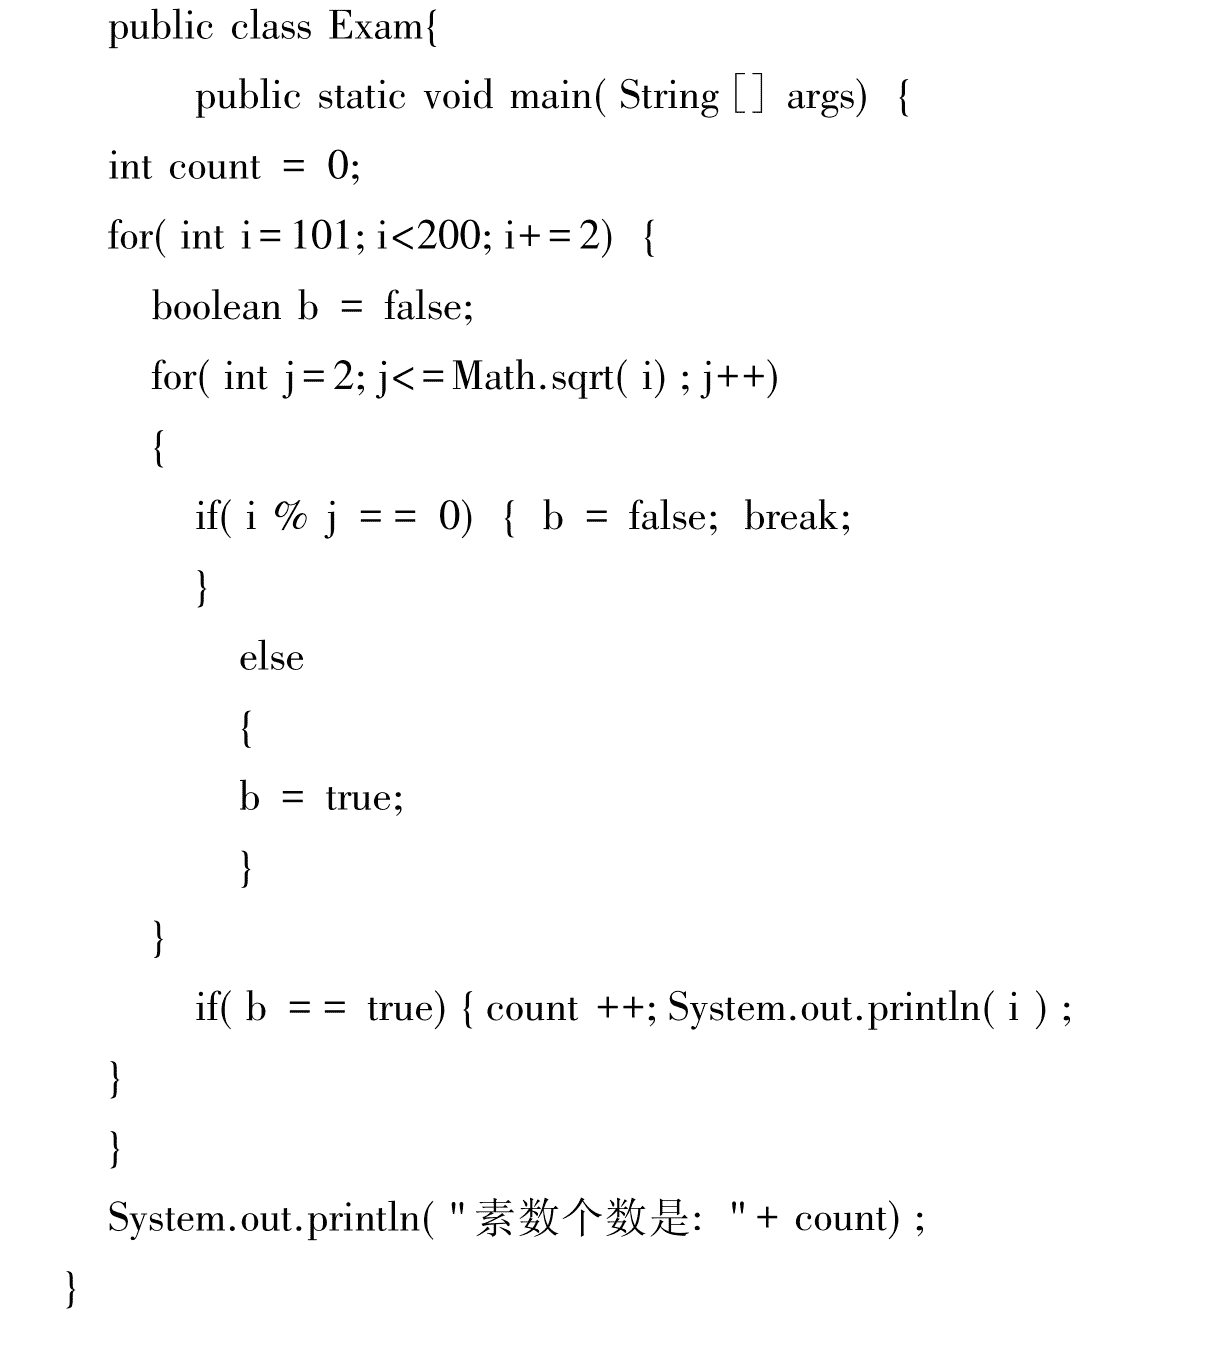 public class Exam{
public static void main( String [ ] args) {
int count = 0;
for( int i=101; i<200; i+=2) {
boolean b = false;
for( int j=2; j<=Math.sqrt( i) ; j++)
{
if( i % j == 0) { b = false; break;
}
else
{
b = true;
}
}
if( b == true) { count ++; System.out.println( i ) ;
}
}
System.out.println( "素数个数是: "+ count) ;
}